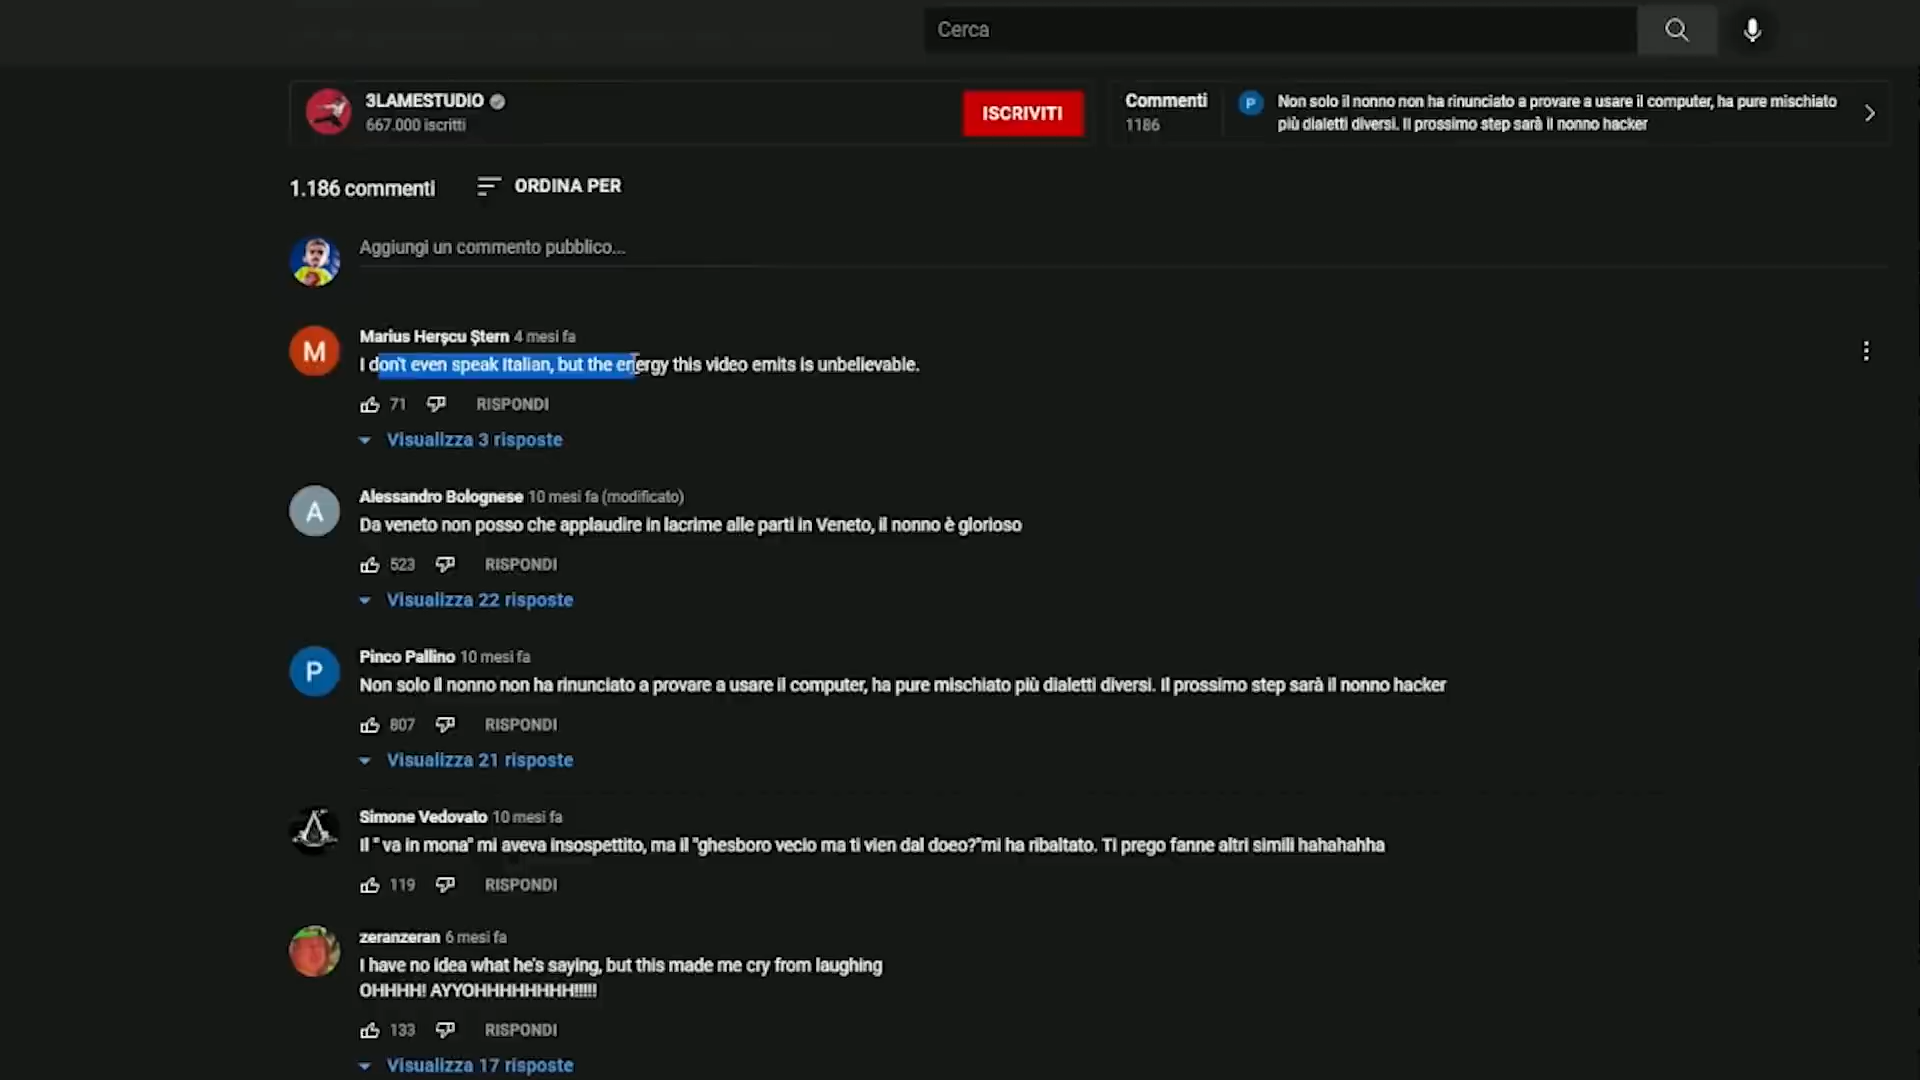 Cerca
3LAMESTUDIO
667.000 iscritti
ISCRIVITI
Commenti
1186
P
Non solo il nonno non ha rinunciato a provare a usare il computer, ha pure mischiato
più dialetti diversi. Il prossimo step sarà il nonno hacker
1.186 commenti
ORDINA PER
Aggiungi un commento pubblico...
M
Marius Herșcu Ștern 4 mesi fa
I don't even speak Italian, but the energy this video emits is unbelievable.
71
RISPONDI
Visualizza 3 risposte
A
Alessandro Bolognese 10 mesi fa (modificato)
Da veneto non posso che applaudire in lacrime alle parti in Veneto, il nonno è glorioso
523
RISPONDI
Visualizza 22 risposte
P
Pinco Pallino 10 mesi fa
Non solo il nonno non ha rinunciato a provare a usare il computer, ha pure mischiato più dialetti diversi. Il prossimo step sarà il nonno hacker
807
RISPONDI
Visualizza 21 risposte
Simone Vedovato 10 mesi fa
Il " va in mona" mi aveva insospettito, ma il "ghesboro vecio ma ti vien dal doeo?"mi ha ribaltato. Ti prego fanne altri simili hahahahha
119
RISPONDI
zeranzeran 6 mesi fa
I have no idea what he's saying, but this made me cry from laughing
OHHHH! AYYOHHHHHHHH!!!!!
133
RISPONDI
Visualizza 17 risposte